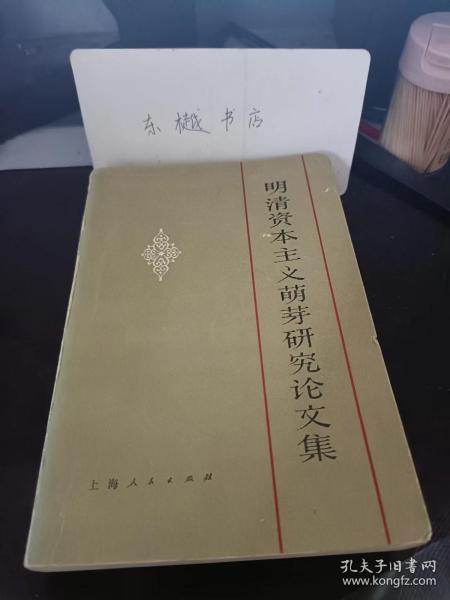 东樾书店
明清资本主义萌芽研究论文集
上海人民出版社
孔夫子旧书网
www.kongfz.com